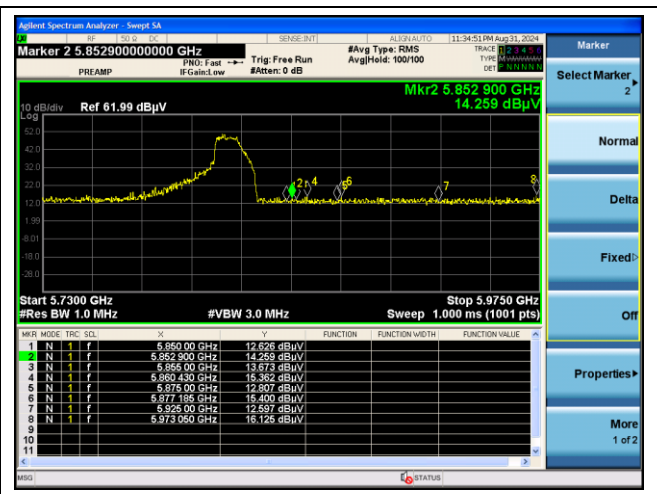 Agilent Spectrum Analyzer - Swept SA
RF 50 Ω DC SENSE:INT ALIGN AUTO 11:34:51 PM Aug 31, 2024
Marker 2 5.852900000000 GHz #Avg Type: RMS TRACE 1 2 3 4 5 6
PNO: Fast Trig: Free Run Avg|Hold: 100/100 TYPE
PREAMP IFGain:Low #Atten: 0 dB DET P N N N N N
Mkr2 5.852 900 GHz
14.259 dBµV
10 dB/div Ref 61.99 dBµV
Log
52.0
42.0
32.0
22.0
12.0
1.99
-8.01
-18.0
-28.0
2 4 6 7 8
Start 5.7300 GHz Stop 5.9750 GHz
#Res BW 1.0 MHz #VBW 3.0 MHz Sweep 1.000 ms (1001 pts)
MKR MODE TRC SCL X Y FUNCTION FUNCTION WIDTH FUNCTION VALUE
1 N 1 f 5.850 00 GHz 12.626 dBµV
2 N 1 f 5.852 900 GHz 14.259 dBµV
3 N 1 f 5.855 00 GHz 13.673 dBµV
4 N 1 f 5.860 430 GHz 15.362 dBµV
5 N 1 f 5.875 00 GHz 12.807 dBµV
6 N 1 f 5.877 185 GHz 15.400 dBµV
7 N 1 f 5.925 00 GHz 12.597 dBµV
8 N 1 f 5.973 050 GHz 16.125 dBµV
9
10
11
MSG STATUS
Marker
Select Marker
2
Normal
Delta
Fixed
Off
Properties
More
1 of 2